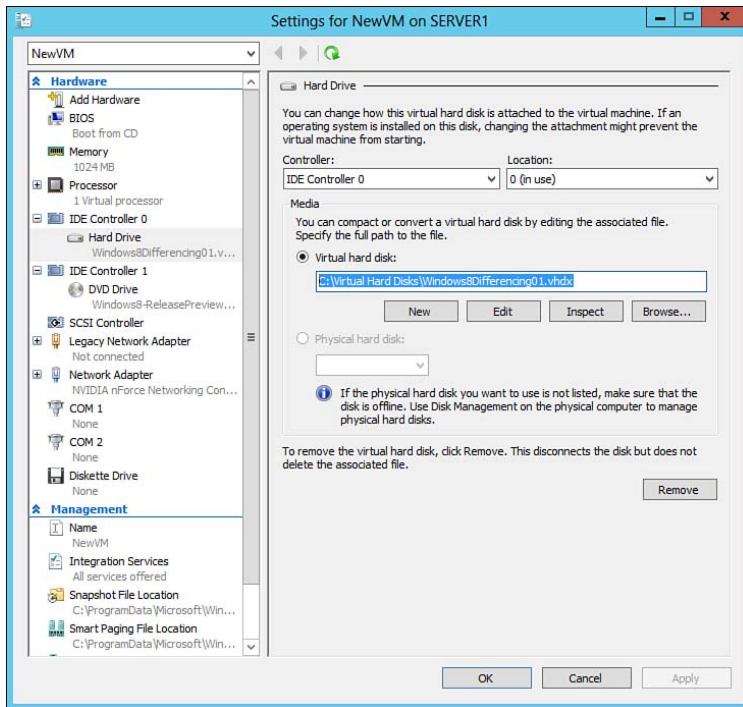 Settings for NewVM on SERVER1
NewVM
Hardware
Add Hardware
BIOS
Boot from CD
Memory
1024 MB
Processor
1 Virtual processor
IDE Controller 0
Hard Drive
Windows8Differencing01.v...
IDE Controller 1
DVD Drive
Windows8-ReleasePreview...
SCSI Controller
Legacy Network Adapter
Not connected
Network Adapter
NVIDIA nForce Networking Con...
COM 1
None
COM 2
None
Diskette Drive
None
Management
Name
NewVM
Integration Services
All services offered
Snapshot File Location
C:\ProgramData\Microsoft\Win...
Smart Paging File Location
C:\ProgramData\Microsoft\Win...
Hard Drive
You can change how this virtual hard disk is attached to the virtual machine. If an
operating system is installed on this disk, changing the attachment might prevent the
virtual machine from starting.
Controller: Location:
IDE Controller 0 0 (in use)
Media
You can compact or convert a virtual hard disk by editing the associated file.
Specify the full path to the file.
Virtual hard disk:
C:\Virtual Hard Disks\Windows8Differencing01.vhdx
New Edit Inspect Browse...
Physical hard disk:
If the physical hard disk you want to use is not listed, make sure that the
disk is offline. Use Disk Management on the physical computer to manage
physical hard disks.
To remove the virtual hard disk, click Remove. This disconnects the disk but does not
delete the associated file.
Remove
OK Cancel Apply